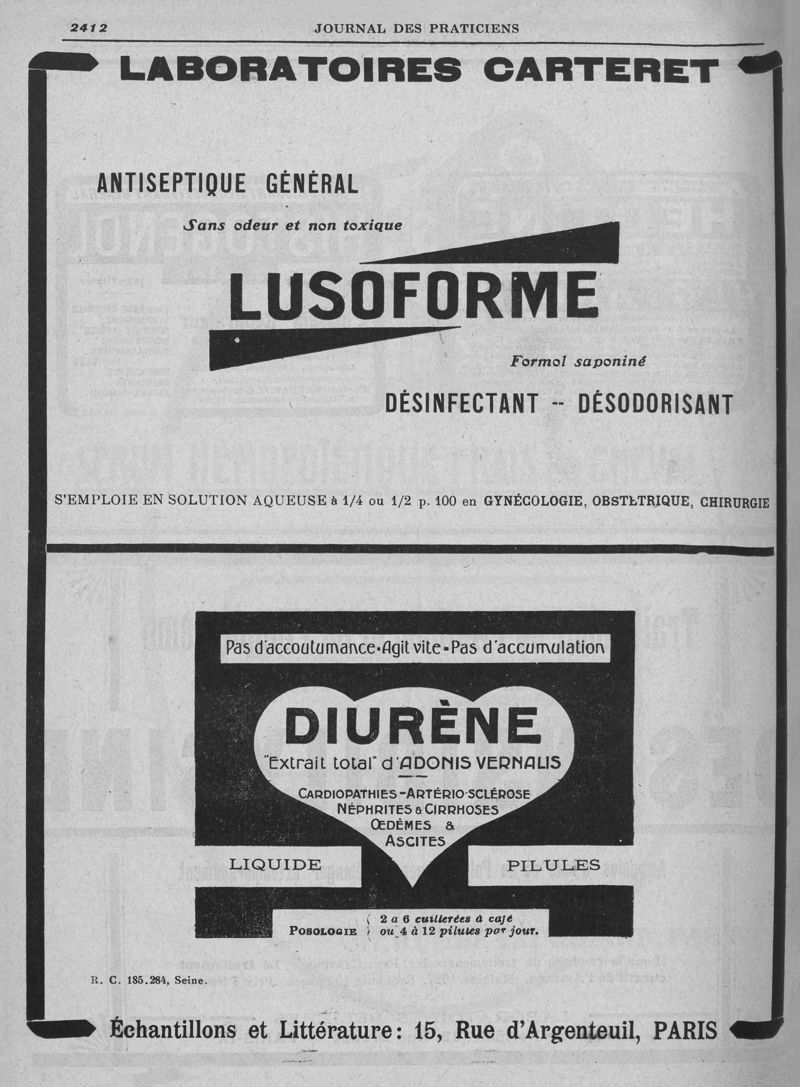 2412
JOURNAL DES PRATICIENS
LABORATOIRES CARTERET
ANTISEPTIQUE GÉNÉRAL
Sans odeur et non toxique
LUSOFORME
Formol saponiné
DÉSINFECTANT -- DÉSODORISANT
S'EMPLOIE EN SOLUTION AQUEUSE à 1/4 ou 1/2 p. 100 en GYNÉCOLOGIE, OBSTÉTRIQUE, CHIRURGIE
Pas d'accoutumance•Agit vite•Pas d'accumulation
DIURÈNE
"Extrait total" d'ADONIS VERNALIS
CARDIOPATHIES-ARTÉRIO-SCLÉROSE
NÉPHRITES & CIRRHOSES
ŒDÈMES &
ASCITES
LIQUIDE
PILULES
POSOLOGIE
2 a 6 cuillerées à café
ou 4 à 12 pilules par jour.
R. C. 185.284, Seine.
Échantillons et Littérature: 15, Rue d'Argenteuil, PARIS